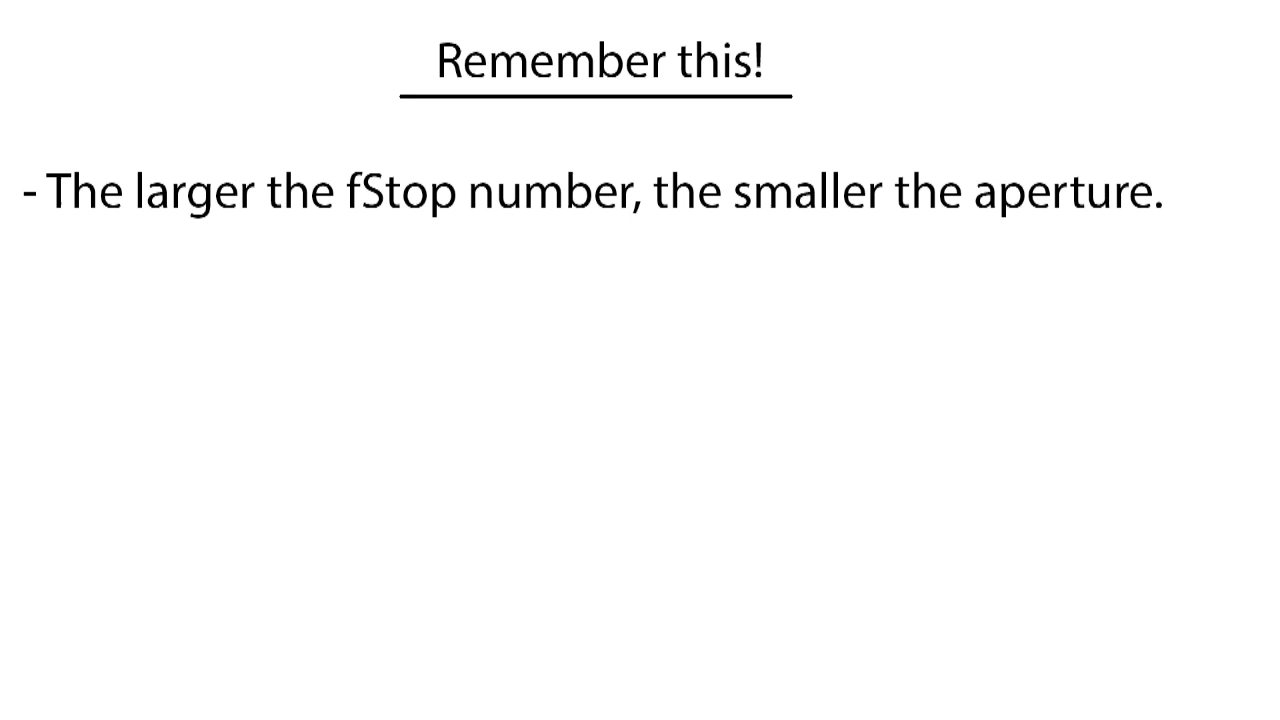 Remember this!
- The larger the fStop number, the smaller the aperture.